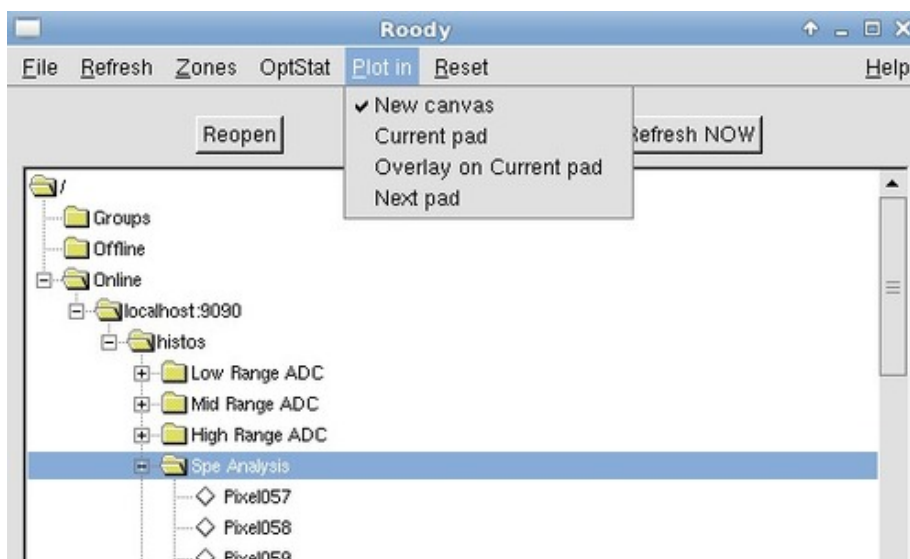 Roody
File Refresh Zones OptStat Plot in Reset Help
New canvas
Current pad
Overlay on Current pad
Next pad
Reopen
Refresh NOW
/
Groups
Offline
Online
localhost:9090
histos
Low Range ADC
Mid Range ADC
High Range ADC
Spe Analysis
Pixel057
Pixel058
Pixel059